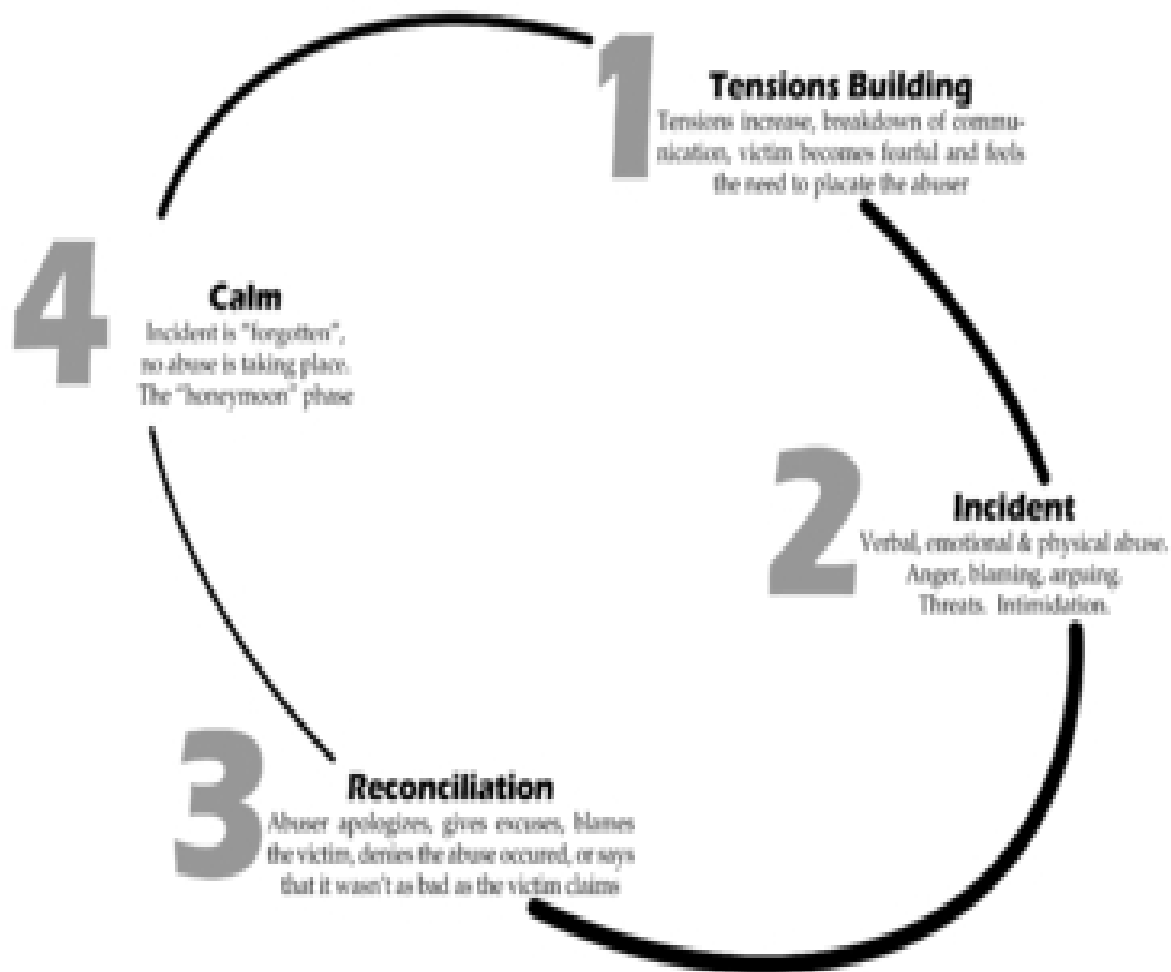 1
Tensions Building
Tensions increase, breakdown of commu-
nication, victim becomes fearful and feels
the need to placate the abuser
2
Incident
Verbal, emotional & physical abuse.
Anger, blaming, arguing.
Threats. Intimidation.
3
Reconciliation
Abuser apologizes, gives excuses, blames
the victim, denies the abuse occured, or says
that it wasn't as bad as the victim claims
4
Calm
Incident is "forgotten",
no abuse is taking place.
The "honeymoon" phase